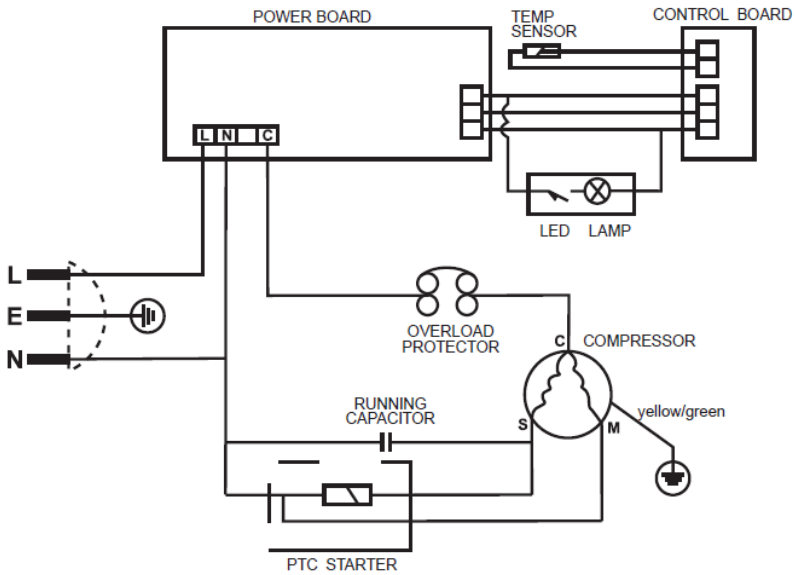 POWER BOARD
TEMP
SENSOR
CONTROL BOARD
L N C
LED LAMP
L
E
N
OVERLOAD
PROTECTOR
C
COMPRESSOR
RUNNING
CAPACITOR
S
M
yellow/green
PTC STARTER